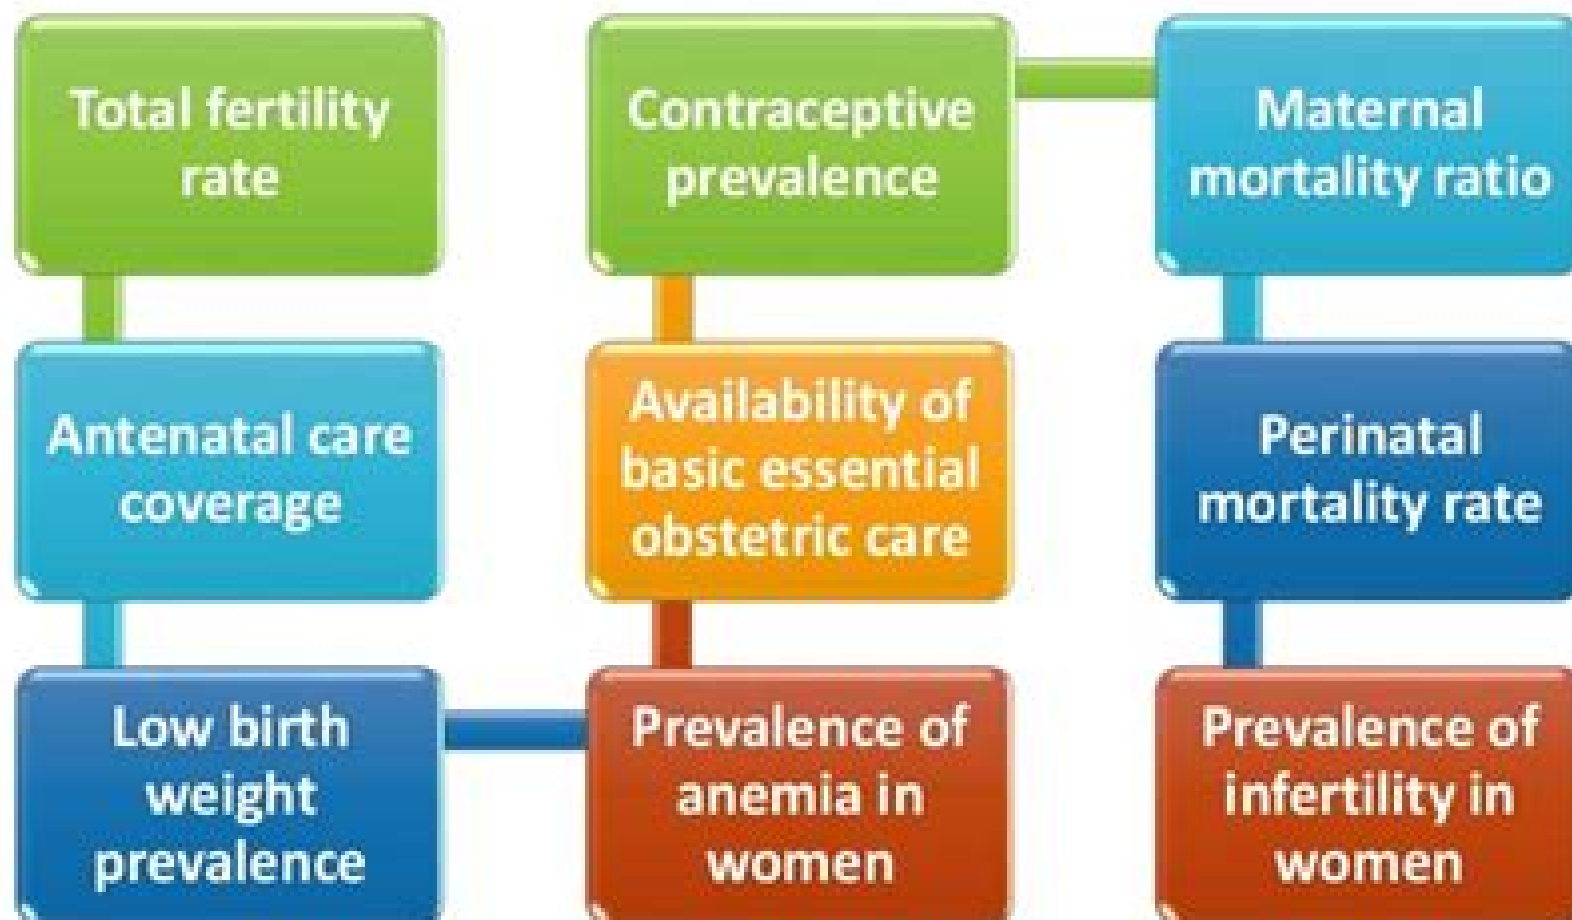 Total fertility
rate
Contraceptive
prevalence
Maternal
mortality ratio
Antenatal care
coverage
Availability of
basic essential
obstetric care
Perinatal
mortality rate
Low birth
weight
prevalence
Prevalence of
anemia in
women
Prevalence of
infertility in
women